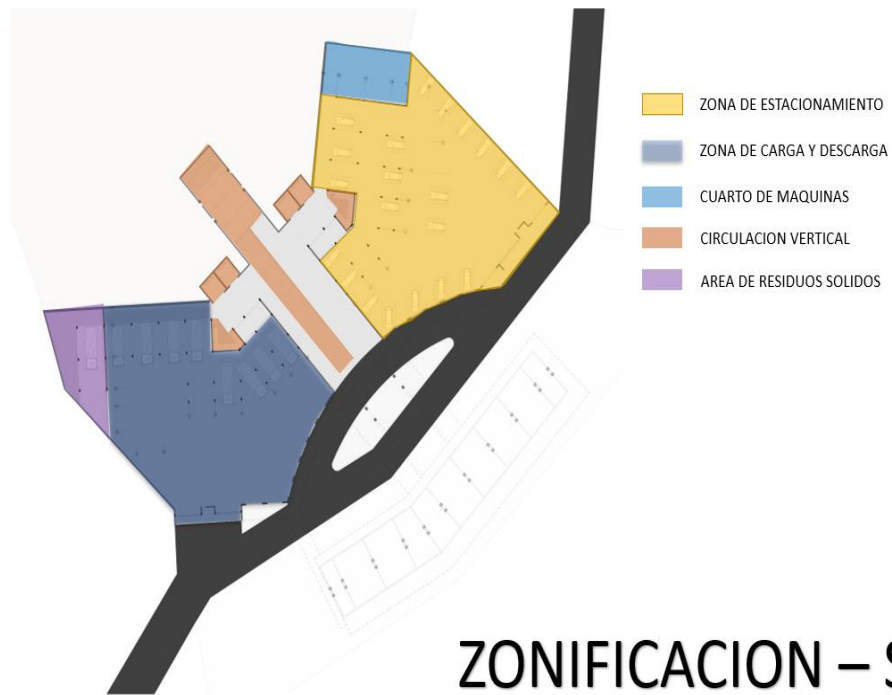 ZONA DE ESTACIONAMIENTO
ZONA DE CARGA Y DESCARGA
CUARTO DE MAQUINAS
CIRCULACION VERTICAL
AREA DE RESIDUOS SOLIDOS
ZONIFICACION –